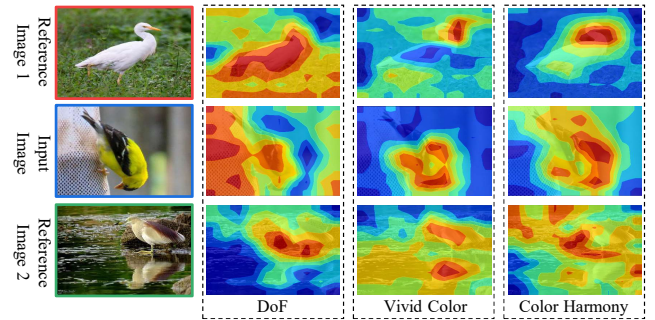 Reference
Image 1
Input
Image
Reference
Image 2
DoF
Vivid Color
Color Harmony